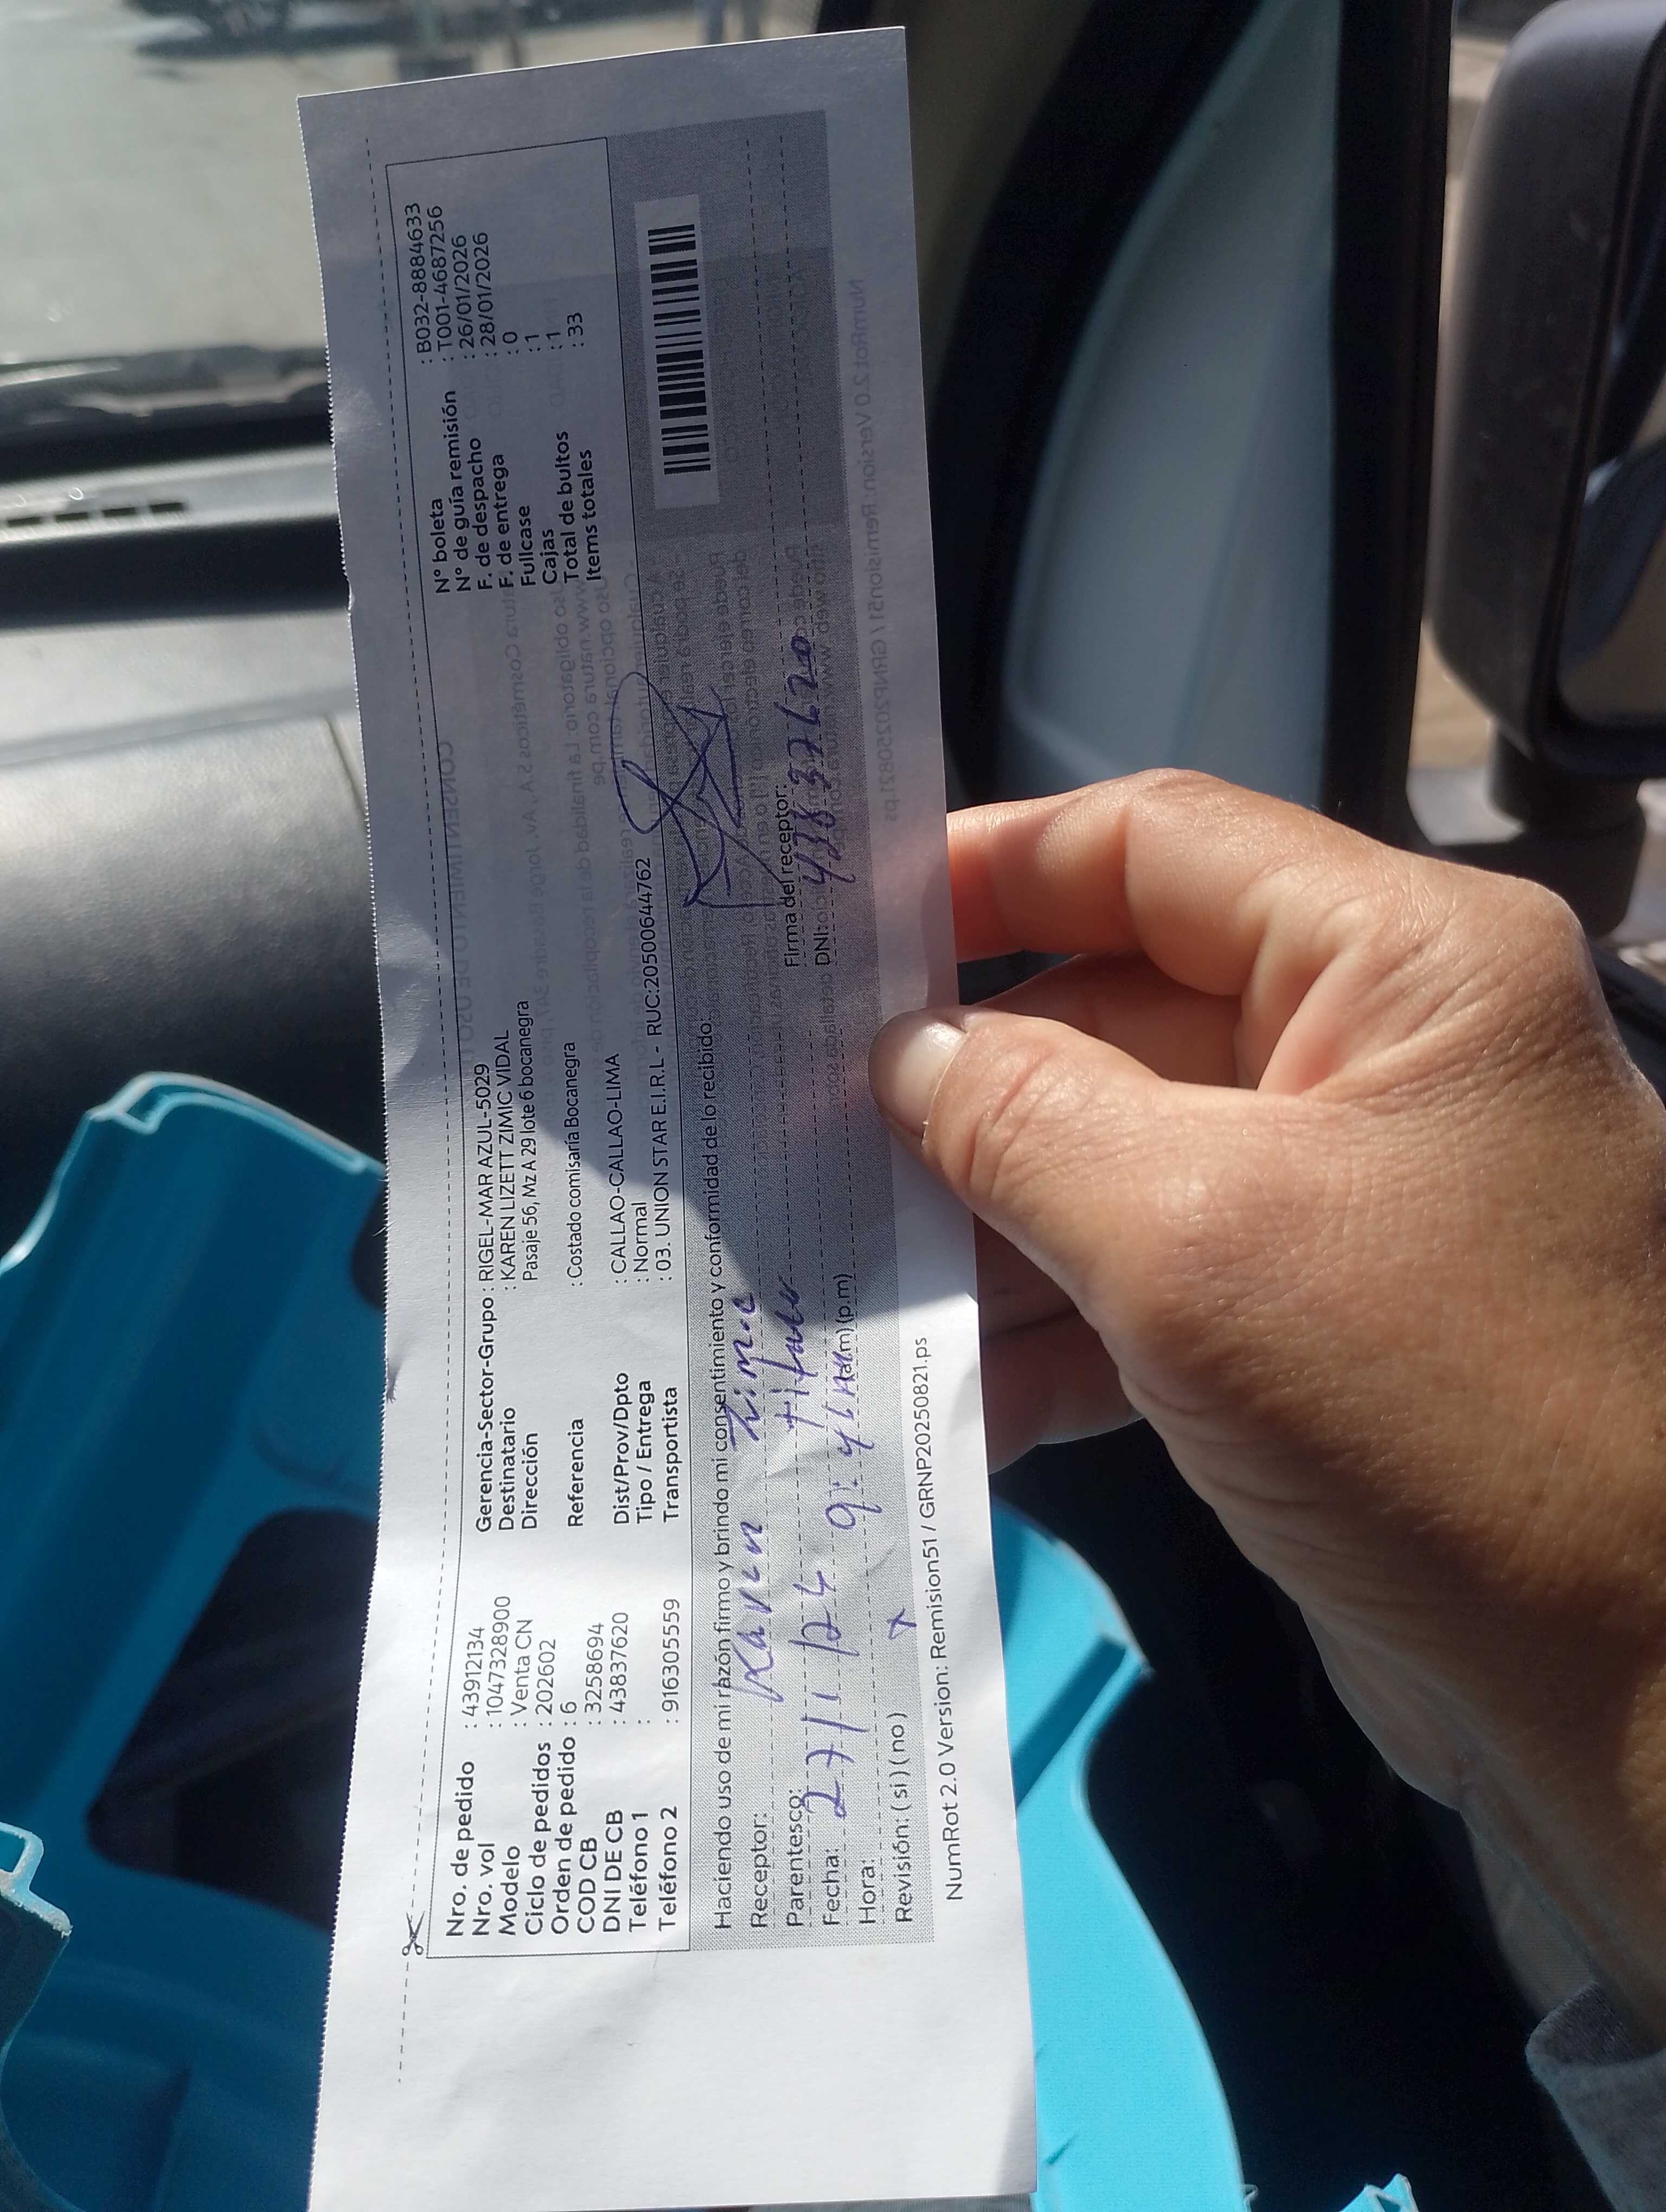 Nro. de pedido : 43912134
Nro. vol : 1047328900
Modelo : Venta CN
Ciclo de pedidos : 202602
Orden de pedido : 6
COD CB : 3258694
DNI DE CB : 43837620
Teléfono 1 :
Teléfono 2 : 916305559
Gerencia-Sector-Grupo : RIGEL-MAR AZUL-5029
Destinatario : KAREN LIZETT ZIMIC VIDAL
Dirección Pasaje 56, Mz A 29 lote 6 bocanegra
Referencia : Costado comisaría Bocanegra
Dist/Prov/Dpto : CALLAO-CALLAO-LIMA
Tipo / Entrega : Normal
Transportista : 03. UNION STAR E.I.R.L - RUC:20500644762
N° boleta : B032-8884633
N° de guía remisión : T001-4687256
F. de despacho : 26/01/2026
F. de entrega : 28/01/2026
Fullcase : 0
Cajas : 1
Total de bultos : 1
Items totales : 33
Haciendo uso de mi razón firmo y brindo mi consentimiento y conformidad de lo recibido:
Receptor: Karen Zimic
Parentesco: titular
Fecha: 27/1/26
Hora: 9: (a.m) (p.m)
Revisión: ( si ) ( no ) x
Firma del receptor:
DNI: 43837620
NumRot 2.0 Version: Remision51 / GRNP20250821.ps